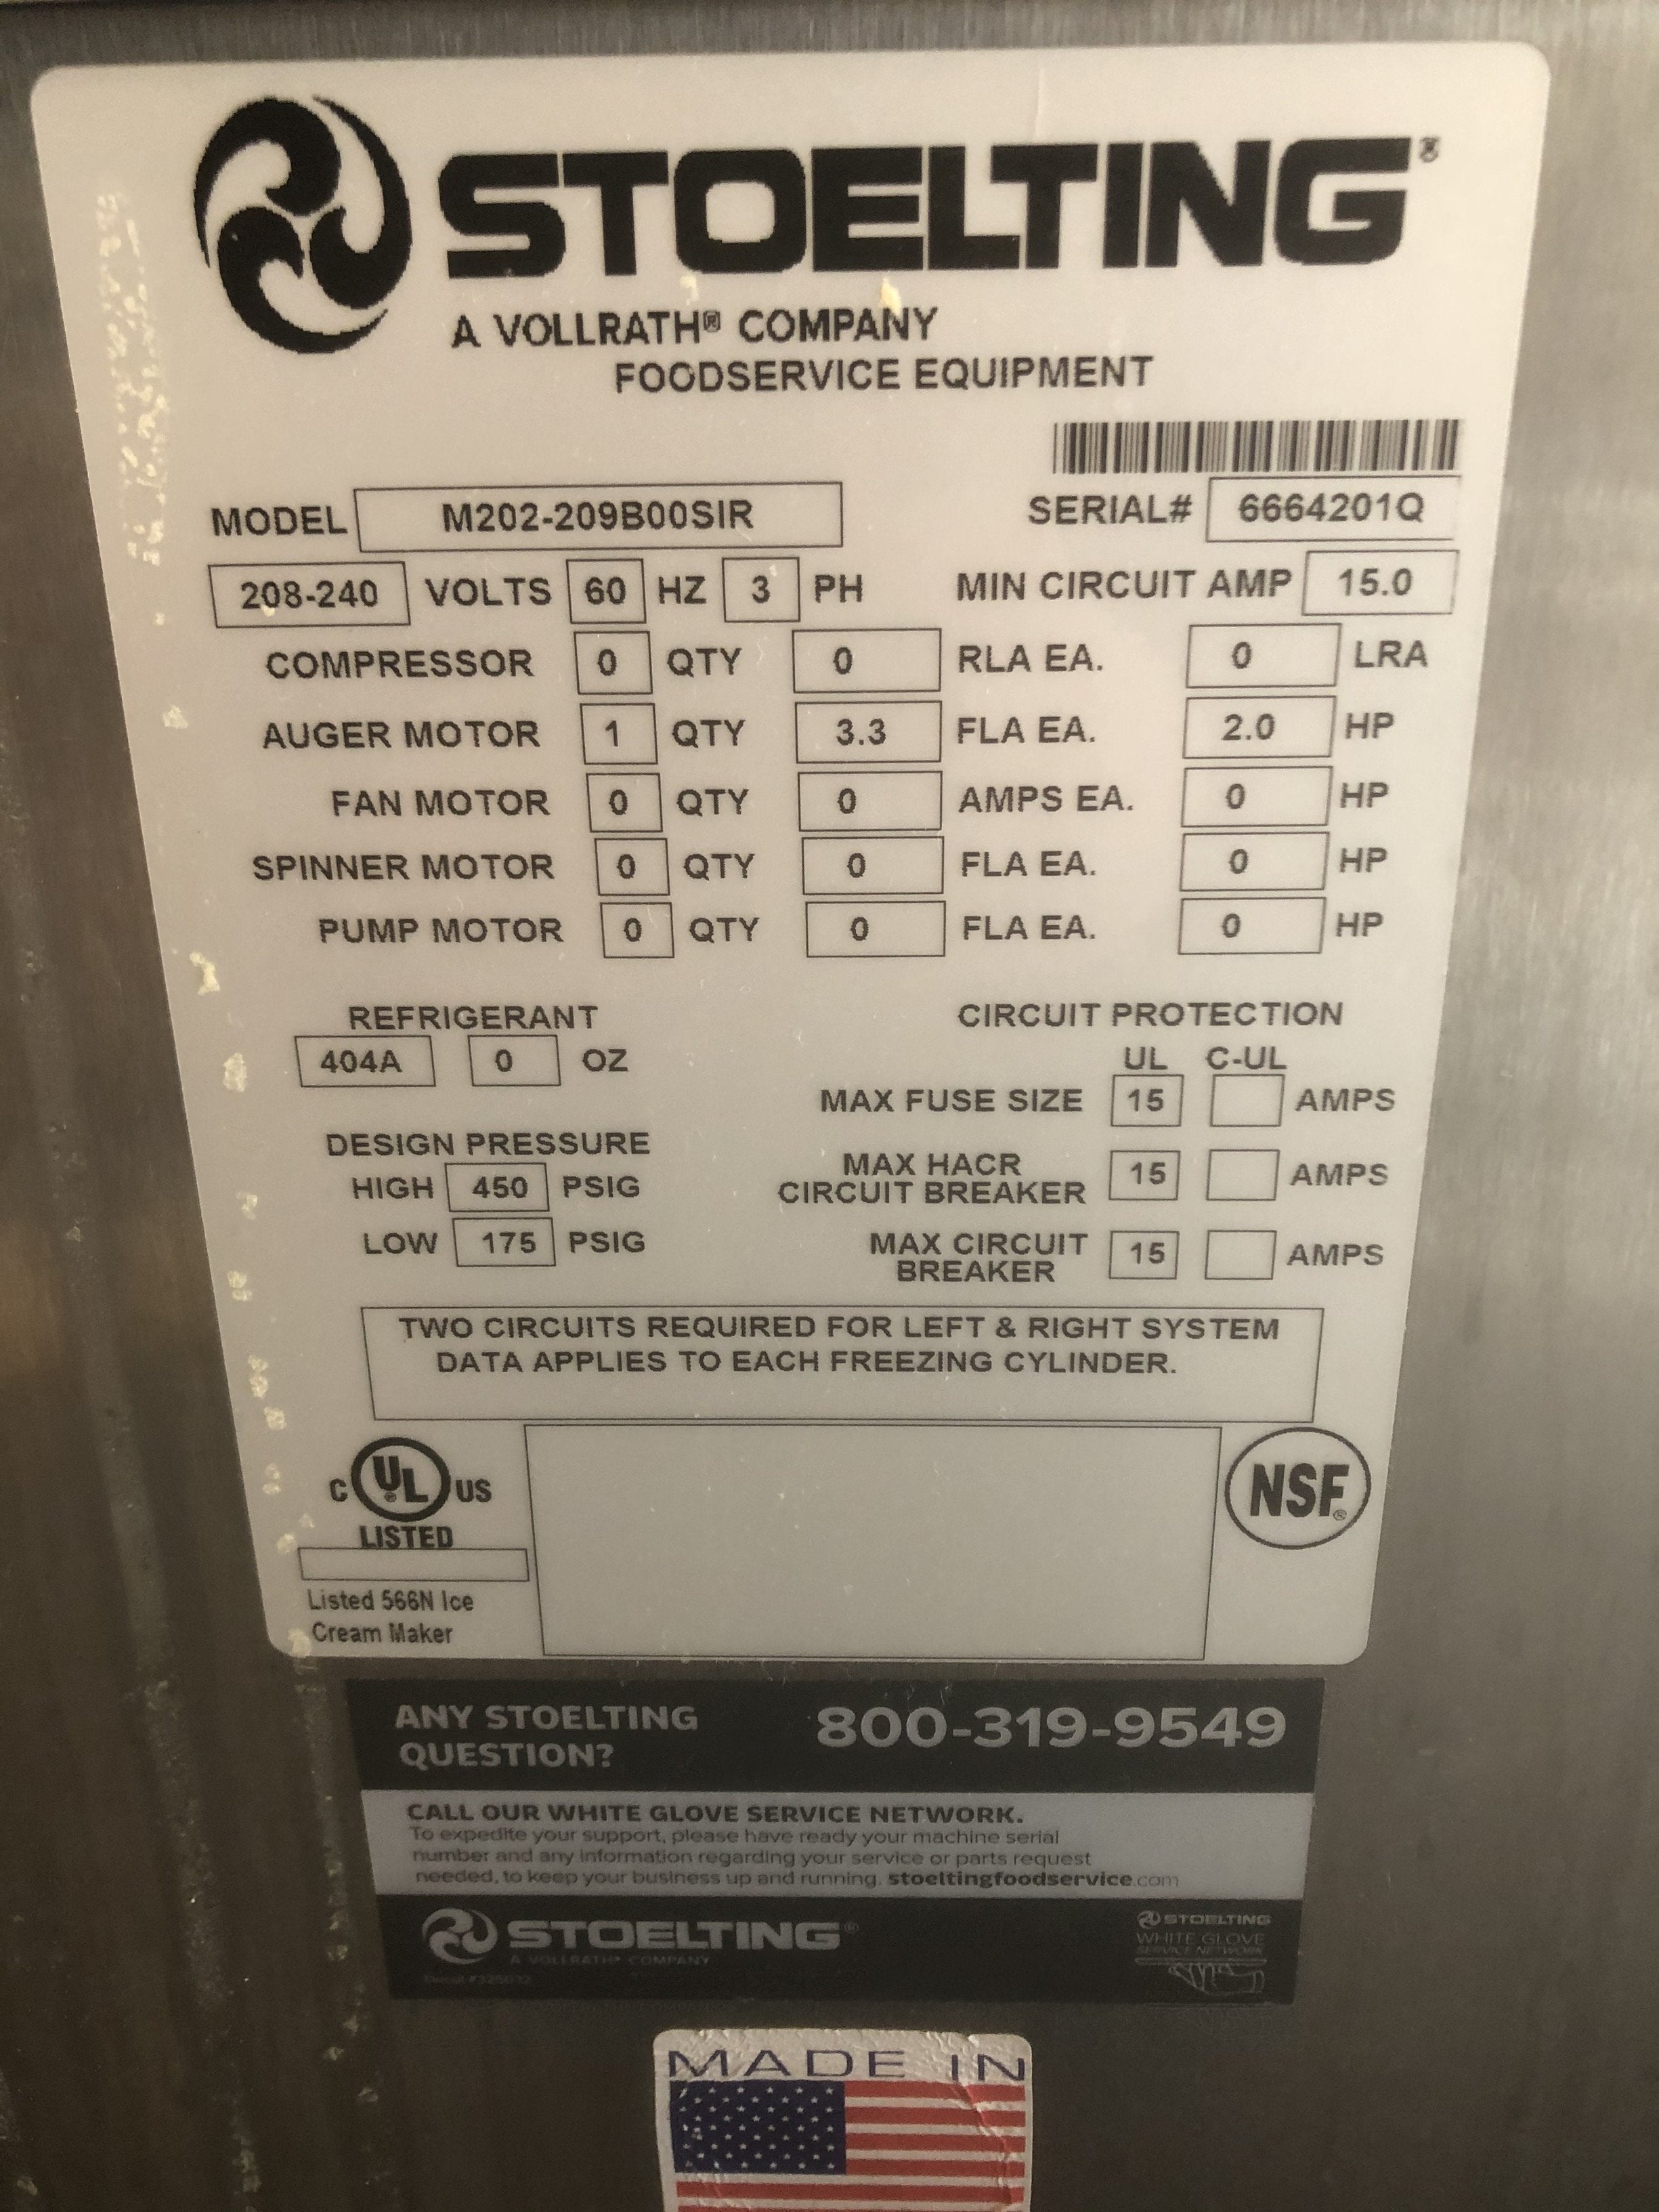 STOELTING®
A VOLLRATH® COMPANY
FOODSERVICE EQUIPMENT
MODEL M202-209B00SIR SERIAL# 6664201Q
208-240 VOLTS 60 HZ 3 PH MIN CIRCUIT AMP 15.0
COMPRESSOR 0 QTY 0 RLA EA. 0 LRA
AUGER MOTOR 1 QTY 3.3 FLA EA. 2.0 HP
FAN MOTOR 0 QTY 0 AMPS EA. 0 HP
SPINNER MOTOR 0 QTY 0 FLA EA. 0 HP
PUMP MOTOR 0 QTY 0 FLA EA. 0 HP
REFRIGERANT
404A 0 OZ
DESIGN PRESSURE
HIGH 450 PSIG
LOW 175 PSIG
CIRCUIT PROTECTION
UL C-UL
MAX FUSE SIZE 15 AMPS
MAX HACR
CIRCUIT BREAKER 15 AMPS
MAX CIRCUIT
BREAKER 15 AMPS
TWO CIRCUITS REQUIRED FOR LEFT & RIGHT SYSTEM
DATA APPLIES TO EACH FREEZING CYLINDER.
C UL® US
LISTED
Listed 566N Ice
Cream Maker
NSF®
ANY STOELTING
QUESTION?
800-319-9549
CALL OUR WHITE GLOVE SERVICE NETWORK.
To expedite your support, please have ready your machine serial
number and any information regarding your service or parts request
needed, to keep your business up and running. stoeltingfoodservice.com
STOELTING®
A VOLLRATH® COMPANY
STOELTING
WHITE GLOVE
SERVICE NETWORK
MADE IN